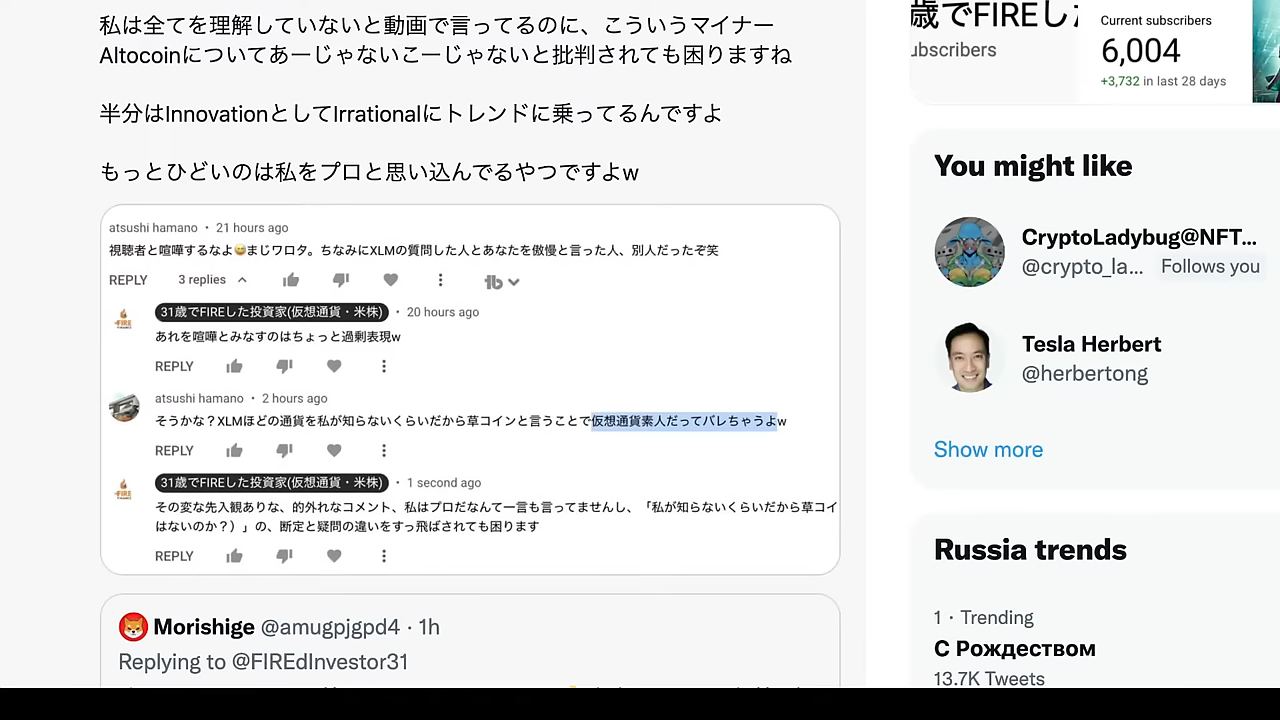 私は全てを理解していないと動画で言ってるのに、こういうマイナー
Altocoinについてあーじゃないこーじゃないと批判されても困りますね
半分はInnovationとしてIrrationalにトレンドに乗ってるんですよ
もっとひどいのは私をプロと思い込んでるやつですよw
atsushi hamano • 21 hours ago
視聴者と喧嘩するなよ😅まじワロタ。ちなみにXLMの質問した人とあなたを傲慢と言った人、別人だったぞ笑
REPLY 3 replies
31歳でFIREした投資家(仮想通貨・米株) • 20 hours ago
あれを喧嘩とみなすのはちょっと過剰表現w
REPLY
atsushi hamano • 2 hours ago
そうかな？XLMほどの通貨を私が知らないくらいだから草コインと言うことで仮想通貨素人だってバレちゃうよw
REPLY
31歳でFIREした投資家(仮想通貨・米株) • 1 second ago
その変な先入観ありな、的外れなコメント、私はプロだなんて一言も言ってませんし、「私が知らないくらいだから草コイ
はないのか？）」の、断定と疑問の違いをすっ飛ばされても困ります
REPLY
Morishige @amugpjgpd4 · 1h
Replying to @FIREdInvestor31
歳でFIREし
ubscribers
Current subscribers
6,004
+3,732 in last 28 days
You might like
CryptoLadybug@NFT...
@crypto_la... Follows you
Tesla Herbert
@herbertong
Show more
Russia trends
1 · Trending
С Рождеством
13.7K Tweets